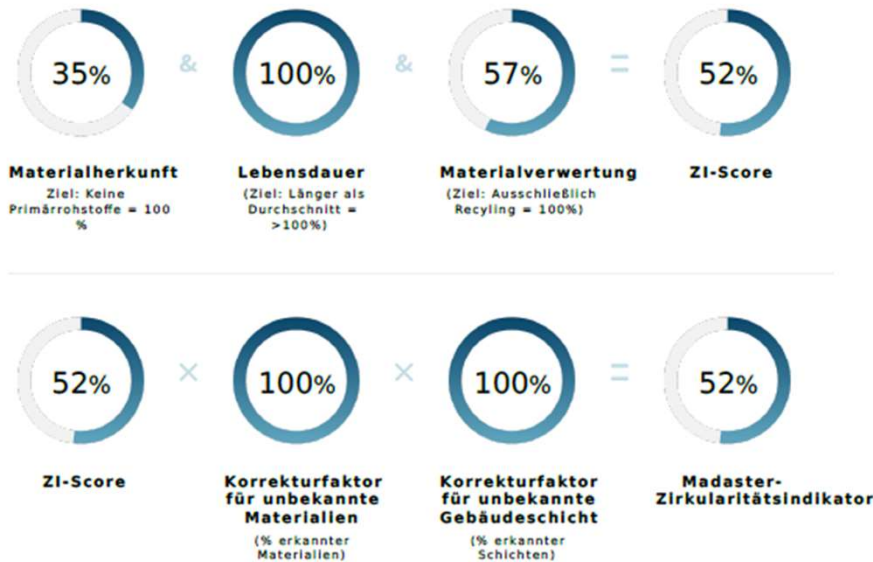 35% & 100% & 57% = 52%
Materialherkunft
Ziel: Keine
Primärrohstoffe = 100
%
Lebensdauer
(Ziel: Länger als
Durchschnitt =
>100%)
Materialverwertung
(Ziel: Ausschließlich
Recyling = 100%)
ZI-Score
52% × 100% × 100% = 52%
ZI-Score
Korrekturfaktor
für unbekannte
Materialien
(% erkannter
Materialien)
Korrekturfaktor
für unbekannte
Gebäudeschicht
(% erkannter
Schichten)
Madaster-
Zirkularitätsindikator